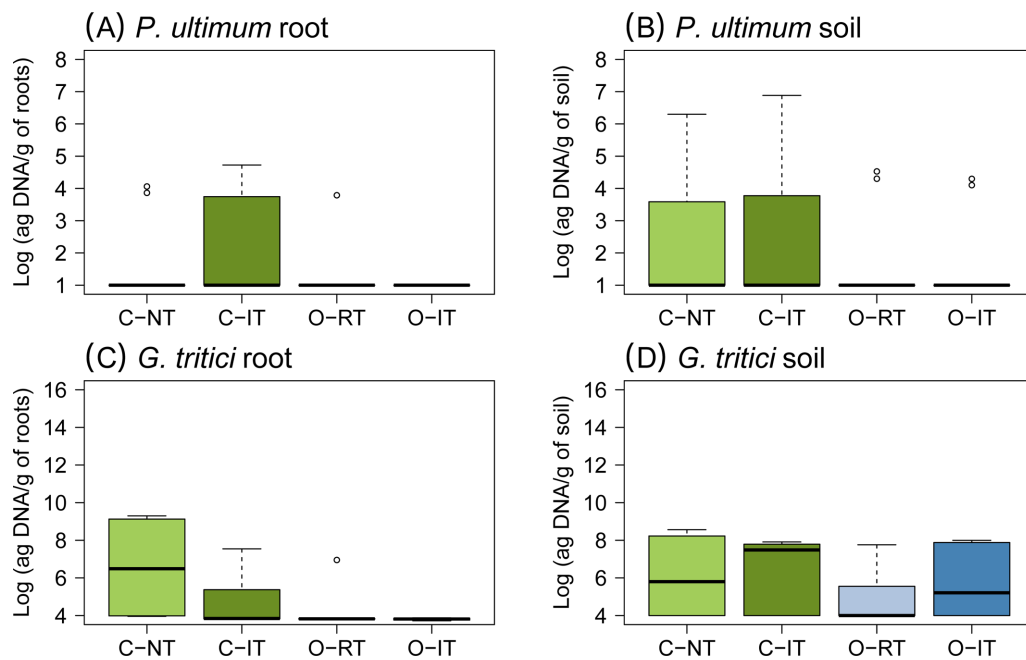 (A) P. ultimum root
Log (ag DNA/g of roots)
8
7
6
5
4
3
2
1
C−NT C−IT O−RT O−IT
(B) P. ultimum soil
Log (ag DNA/g of soil)
8
7
6
5
4
3
2
1
C−NT C−IT O−RT O−IT
(C) G. tritici root
Log (ag DNA/g of roots)
16
14
12
10
8
6
4
C−NT C−IT O−RT O−IT
(D) G. tritici soil
Log (ag DNA/g of soil)
16
14
12
10
8
6
4
C−NT C−IT O−RT O−IT